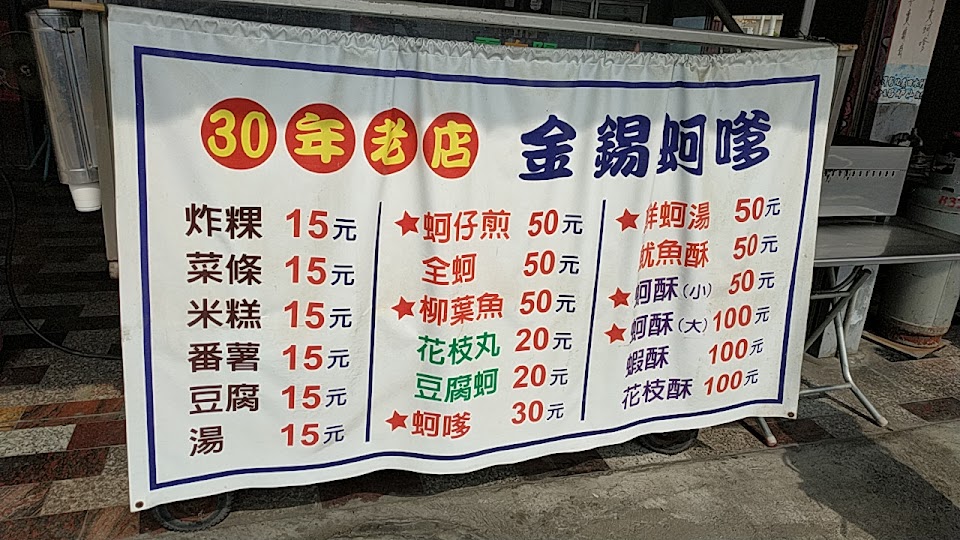 30年老店 金錫蚵嗲
炸粿 15元
菜條 15元
米糕 15元
番薯 15元
豆腐 15元
湯 15元
★蚵仔煎 50元
全蚵 50元
★柳葉魚 50元
花枝丸 20元
豆腐蚵 20元
★蚵嗲 30元
★鮮蚵湯 50元
魷魚酥 50元
★蚵酥(小) 50元
★蚵酥(大) 100元
蝦酥 100元
花枝酥 100元